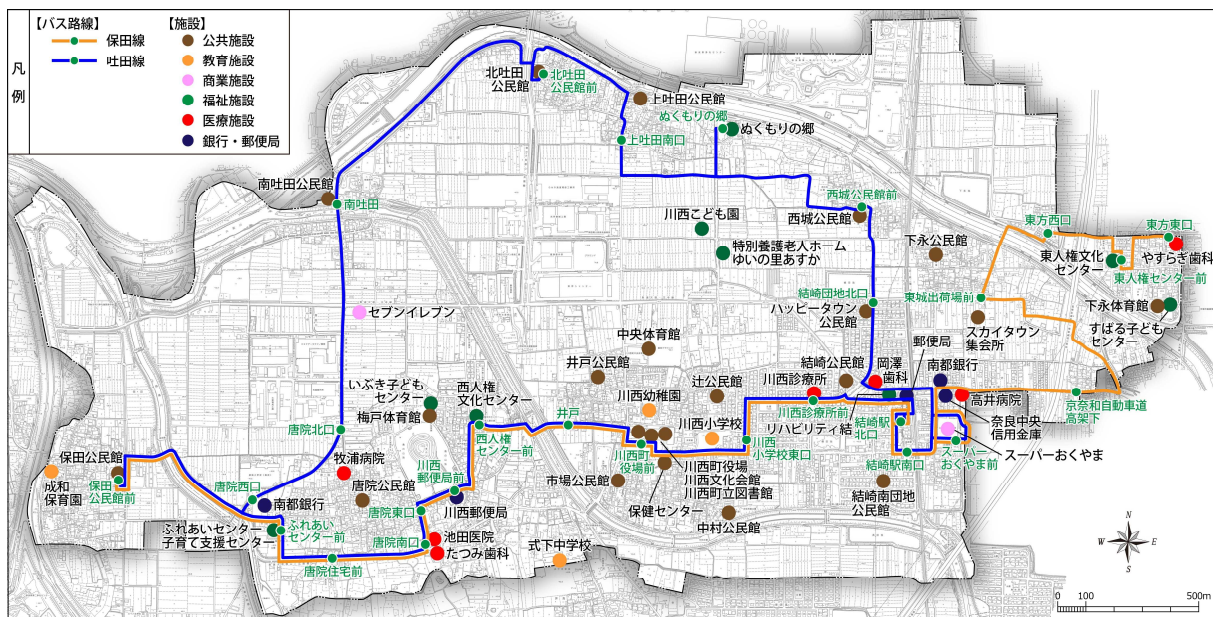 凡
例
【バス路線】
保田線
吐田線
【施設】
公共施設
教育施設
商業施設
福祉施設
医療施設
銀行・郵便局
北吐田
公民館
北吐田
公民館前
上吐田公民館
ぬくもりの郷
ぬくもりの郷
上吐田南口
南吐田公民館
南吐田
西城公民館前
西城公民館
川西こども園
特別養護老人ホーム
ゆいの里あすか
下永公民館
東方西口
東方東口
やすらぎ歯科
東人権文化
センター
東人権センター前
下永体育館
すばる子ども
センター
東城出荷場前
スカイタウン
集会所
結崎団地北口
ハッピータウン
公民館
セブンイレブン
中央体育館
井戸公民館
郵便局
結崎公民館
岡澤
歯科
南都銀行
いぶき子ども
センター
西人権
文化センター
川西幼稚園
辻公民館
川西診療所
高井病院
京奈和自動車道
高架下
梅戸体育館
井戸
川西小学校
川西診療所前
リハビリティ結
結崎駅
北口
奈良中央
信用金庫
唐院北口
西人権
センター前
川西町
役場前
川西
小学校東口
結崎駅南口
スーパー
おくやま前
スーパーおくやま
保田公民館
成和
保育園
保田
公民館前
唐院西口
南都銀行
牧浦病院
唐院公民館
川西
郵便局前
川西郵便局
唐院東口
市場公民館
川西町役場
川西文化会館
川西町立図書館
保健センター
中村公民館
結崎南団地
公民館
ふれあいセンター
子育て支援センター
ふれあい
センター前
唐院住宅前
唐院南口
池田医院
たつみ歯科
式下中学校
N
W
E
S
0
100
500m